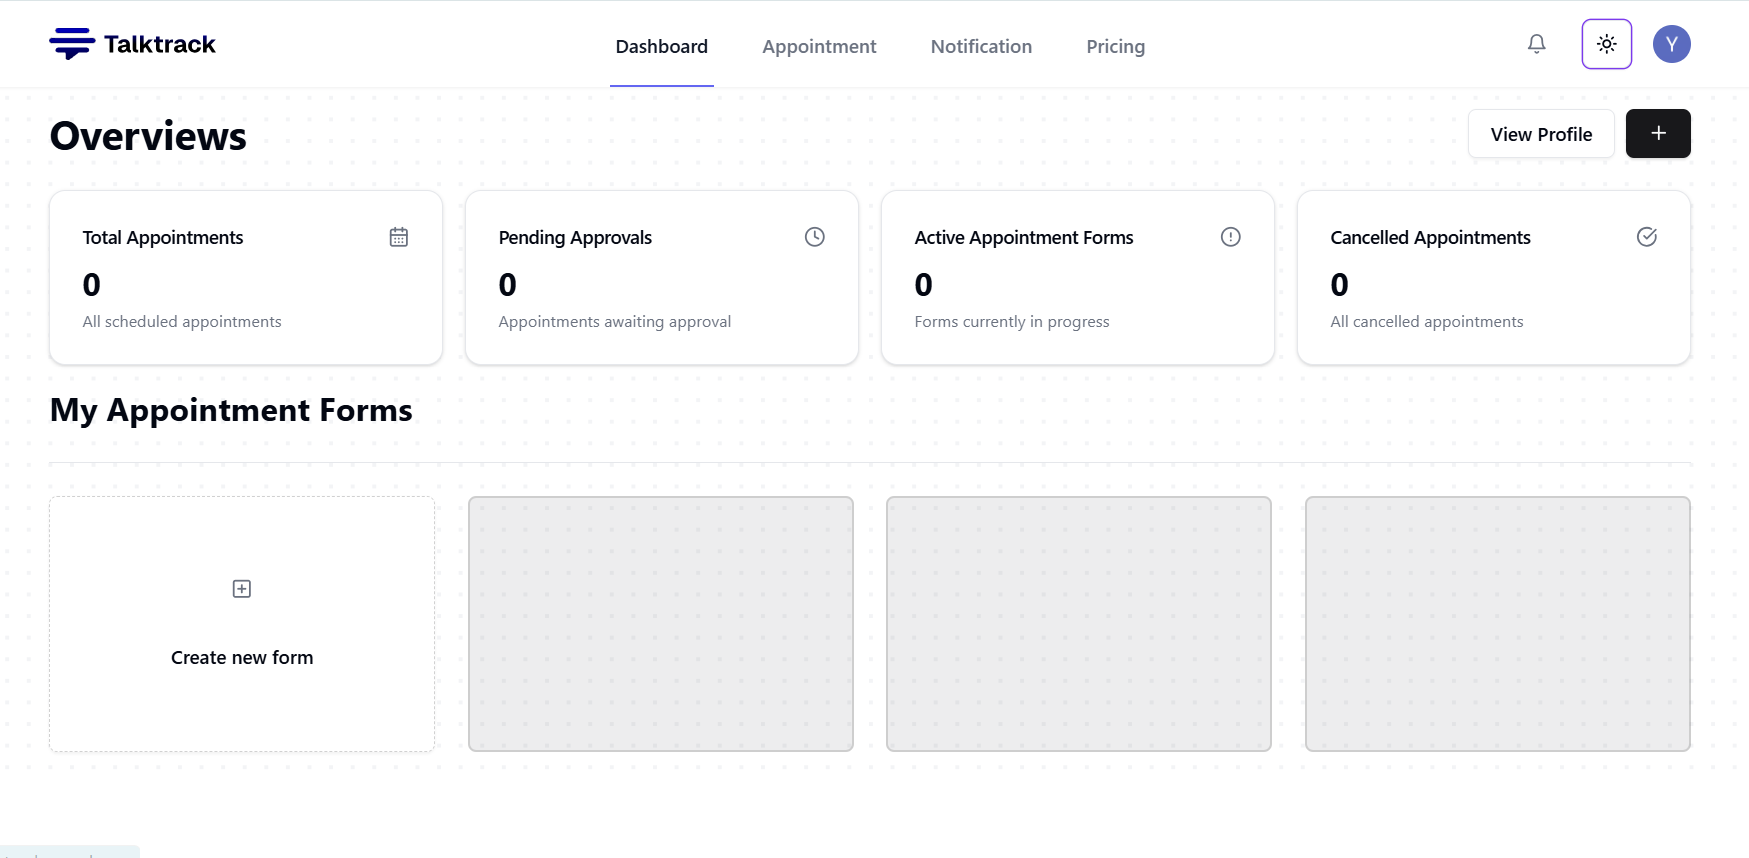 Talktrack
Dashboard Appointment Notification Pricing
Y
Overviews
View Profile +
Total Appointments
0
All scheduled appointments
Pending Approvals
0
Appointments awaiting approval
Active Appointment Forms
0
Forms currently in progress
Cancelled Appointments
0
All cancelled appointments
My Appointment Forms
Create new form